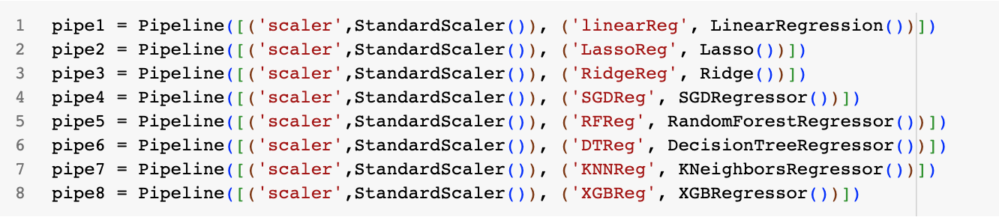 1 pipe1 = Pipeline([('scaler',StandardScaler()), ('linearReg', LinearRegression())])
2 pipe2 = Pipeline([('scaler',StandardScaler()), ('LassoReg', Lasso())])
3 pipe3 = Pipeline([('scaler',StandardScaler()), ('RidgeReg', Ridge())])
4 pipe4 = Pipeline([('scaler',StandardScaler()), ('SGDReg', SGDRegressor())])
5 pipe5 = Pipeline([('scaler',StandardScaler()), ('RFReg', RandomForestRegressor())])
6 pipe6 = Pipeline([('scaler',StandardScaler()), ('DTReg', DecisionTreeRegressor())])
7 pipe7 = Pipeline([('scaler',StandardScaler()), ('KNNReg', KNeighborsRegressor())])
8 pipe8 = Pipeline([('scaler',StandardScaler()), ('XGBReg', XGBRegressor())])